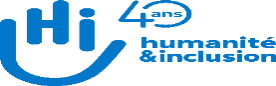 Hi
40 ans
humanité
&inclusion